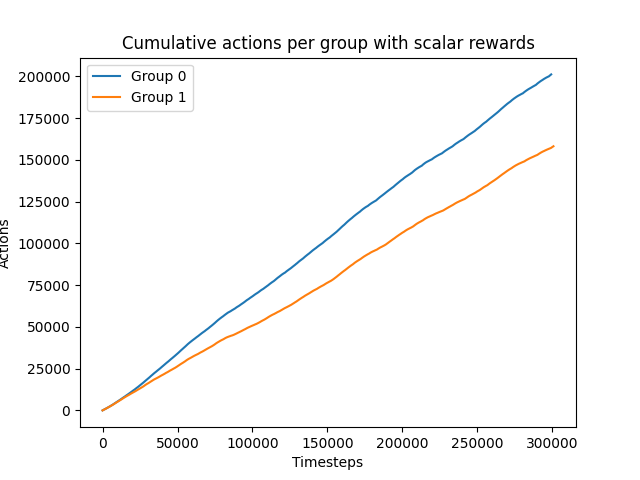 Cumulative actions per group with scalar rewards
Group 0
Group 1
200000
175000
150000
125000
100000
75000
50000
25000
0
Actions
0 50000 100000 150000 200000 250000 300000
Timesteps